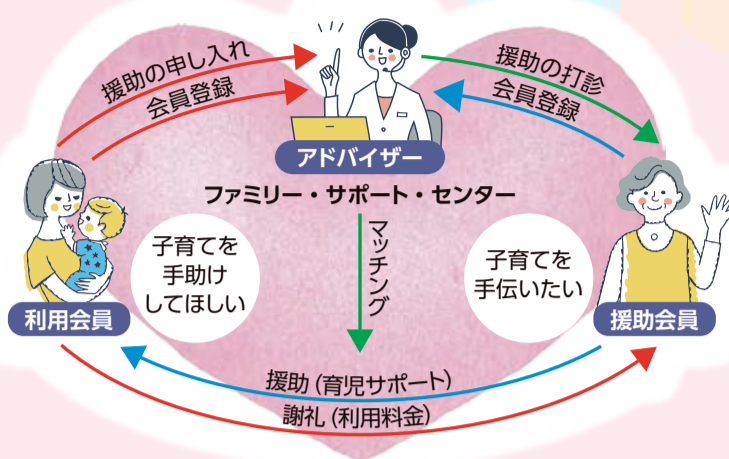 援助の申し入れ
会員登録
援助の打診
会員登録
アドバイザー
ファミリー・サポート・センター
マッチング
子育てを
手助け
してほしい
子育てを
手伝いたい
利用会員
援助会員
援助(育児サポート)
謝礼(利用料金)